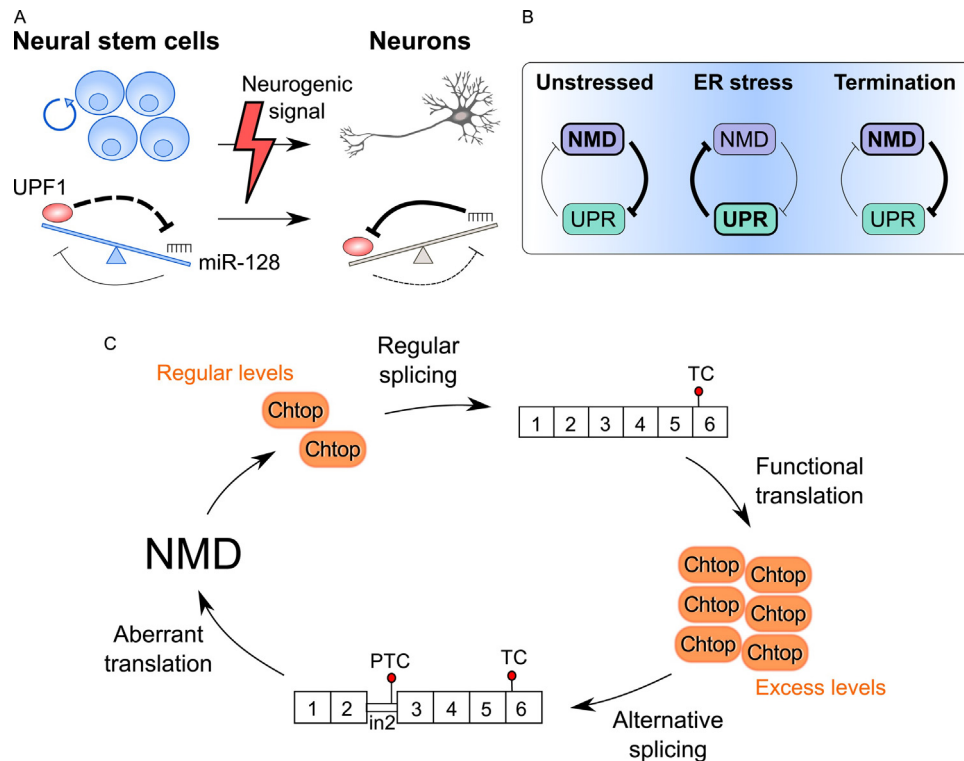 A
Neural stem cells
Neurons
Neurogenic
signal
UPF1
miR-128
B
Unstressed
ER stress
Termination
NMD
NMD
NMD
UPR
UPR
UPR
C
Regular levels
Chtop
Chtop
Regular
splicing
TC
1 2 3 4 5 6
Functional
translation
Chtop
Chtop
Chtop
Chtop
Chtop
Chtop
Excess levels
Alternative
splicing
PTC
TC
1 2 in2 3 4 5 6
Aberrant
translation
NMD